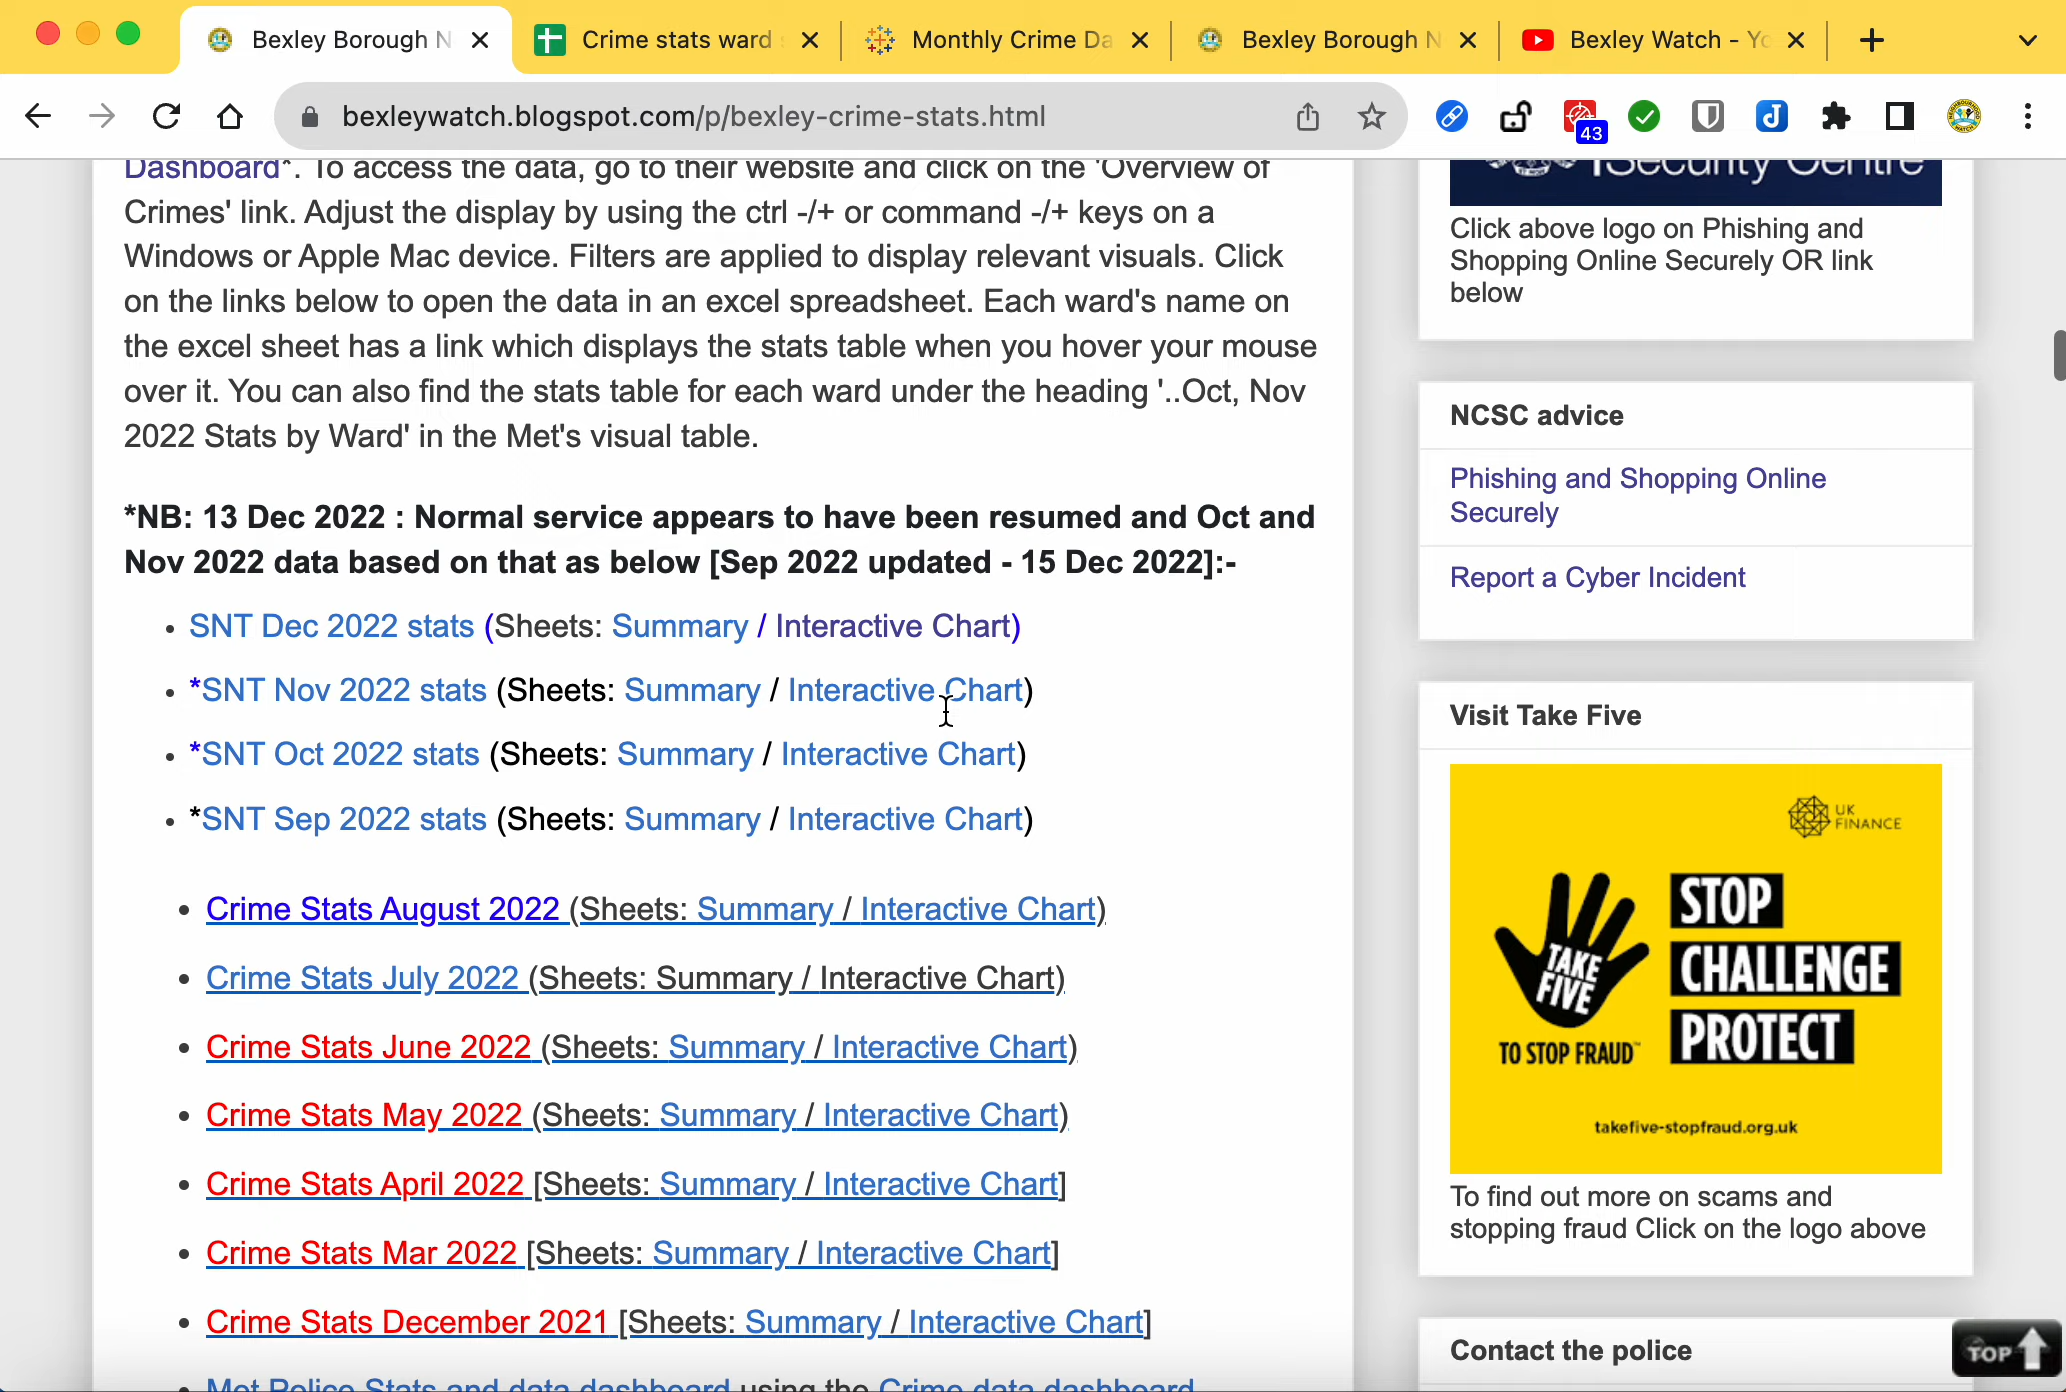 Bexley Borough N
Crime stats ward
Monthly Crime Da
Bexley Borough N
Bexley Watch - Yo
bexleywatch.blogspot.com/p/bexley-crime-stats.html
43
Dashboard*. To access the data, go to their website and click on the 'Overview of
Crimes' link. Adjust the display by using the ctrl -/+ or command -/+ keys on a
Windows or Apple Mac device. Filters are applied to display relevant visuals. Click
on the links below to open the data in an excel spreadsheet. Each ward's name on
the excel sheet has a link which displays the stats table when you hover your mouse
over it. You can also find the stats table for each ward under the heading '..Oct, Nov
2022 Stats by Ward' in the Met's visual table.
*NB: 13 Dec 2022 : Normal service appears to have been resumed and Oct and
Nov 2022 data based on that as below [Sep 2022 updated - 15 Dec 2022]:-
• SNT Dec 2022 stats (Sheets: Summary / Interactive Chart)
• *SNT Nov 2022 stats (Sheets: Summary / Interactive Chart)
• *SNT Oct 2022 stats (Sheets: Summary / Interactive Chart)
• *SNT Sep 2022 stats (Sheets: Summary / Interactive Chart)
• Crime Stats August 2022 (Sheets: Summary / Interactive Chart)
• Crime Stats July 2022 (Sheets: Summary / Interactive Chart)
• Crime Stats June 2022 (Sheets: Summary / Interactive Chart)
• Crime Stats May 2022 (Sheets: Summary / Interactive Chart)
• Crime Stats April 2022 [Sheets: Summary / Interactive Chart]
• Crime Stats Mar 2022 [Sheets: Summary / Interactive Chart]
• Crime Stats December 2021 [Sheets: Summary / Interactive Chart]
• Met Police Stats and data dashboard using the Crime data dashboard
Security Centre
Click above logo on Phishing and
Shopping Online Securely OR link
below
NCSC advice
Phishing and Shopping Online
Securely
Report a Cyber Incident
Visit Take Five
UK
FINANCE
TAKE
FIVE
TO STOP FRAUD™
STOP
CHALLENGE
PROTECT
takefive-stopfraud.org.uk
To find out more on scams and
stopping fraud Click on the logo above
Contact the police
TOP